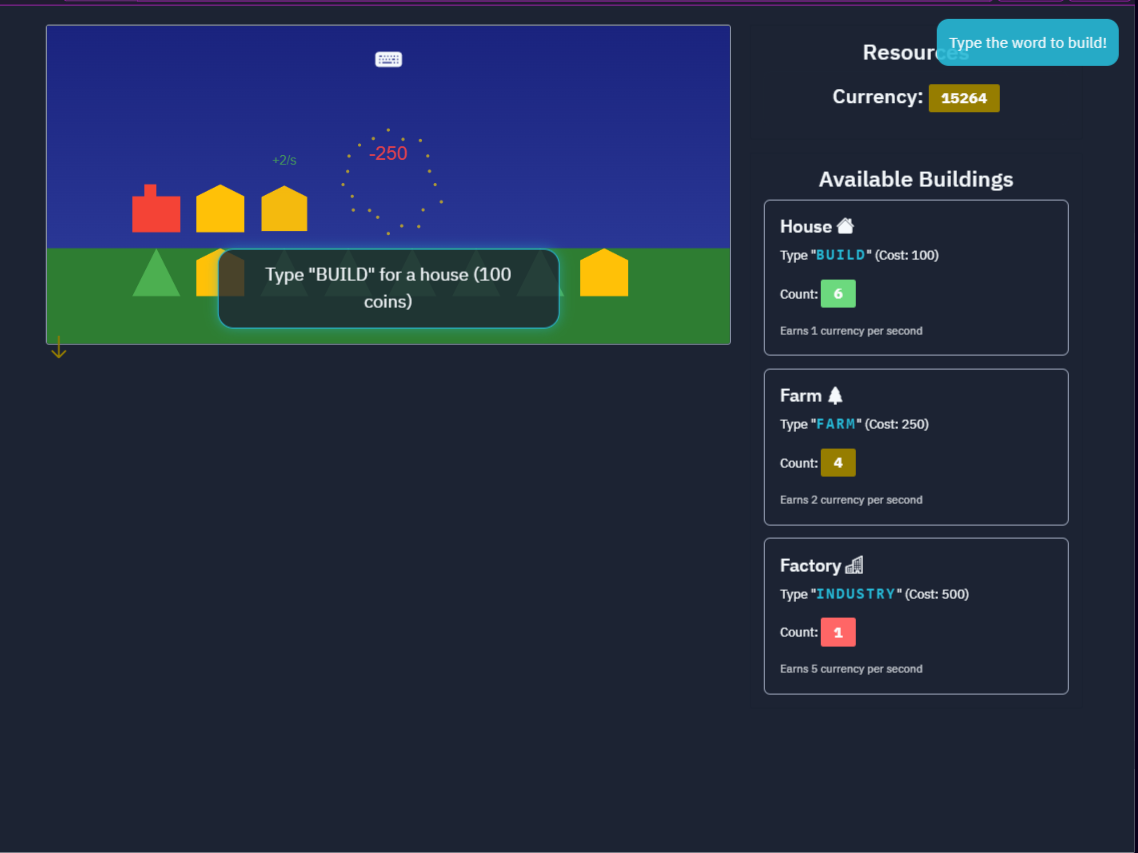 Type the word to build!
Resources
Currency: 15264
+2/s
-250
Type "BUILD" for a house (100
coins)
Available Buildings
House
Type "BUILD" (Cost: 100)
Count: 6
Earns 1 currency per second
Farm
Type "FARM" (Cost: 250)
Count: 4
Earns 2 currency per second
Factory
Type "INDUSTRY" (Cost: 500)
Count: 1
Earns 5 currency per second